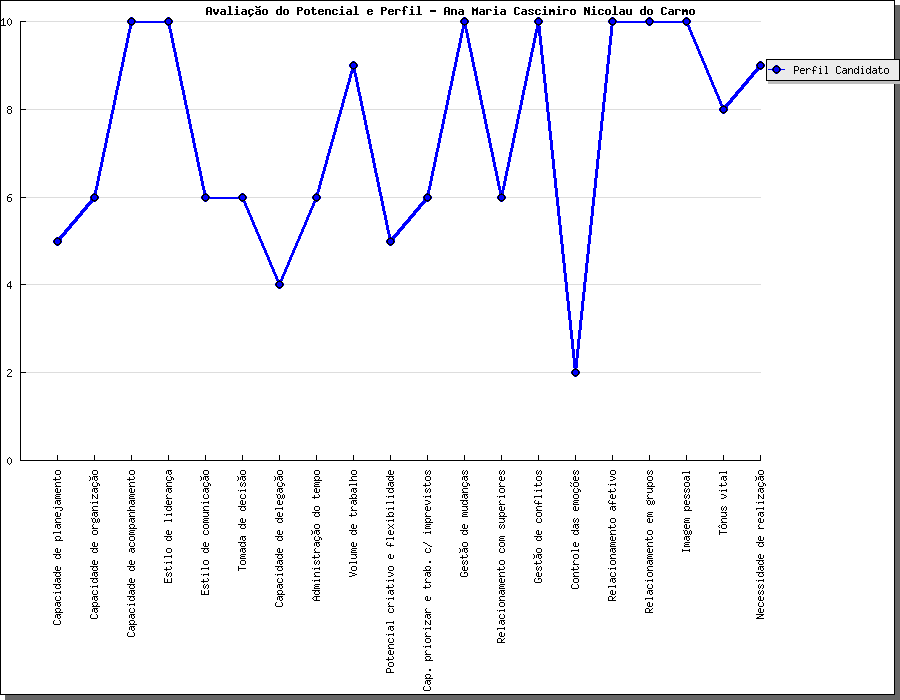 Avaliação do Potencial e Perfil - Ana Maria Cascimiro Nicolau do Carmo
10
8
6
4
2
0
Perfil Candidato
Capacidade de planejamento
Capacidade de organização
Capacidade de acompanhamento
Estilo de liderança
Estilo de comunicação
Tomada de decisão
Capacidade de delegação
Administração do tempo
Volume de trabalho
Potencial criativo e flexibilidade
Cap. priorizar e trab. c/ imprevistos
Gestão de mudanças
Relacionamento com superiores
Gestão de conflitos
Controle das emoções
Relacionamento afetivo
Relacionamento em grupos
Imagem pessoal
Tônus vital
Necessidade de realização